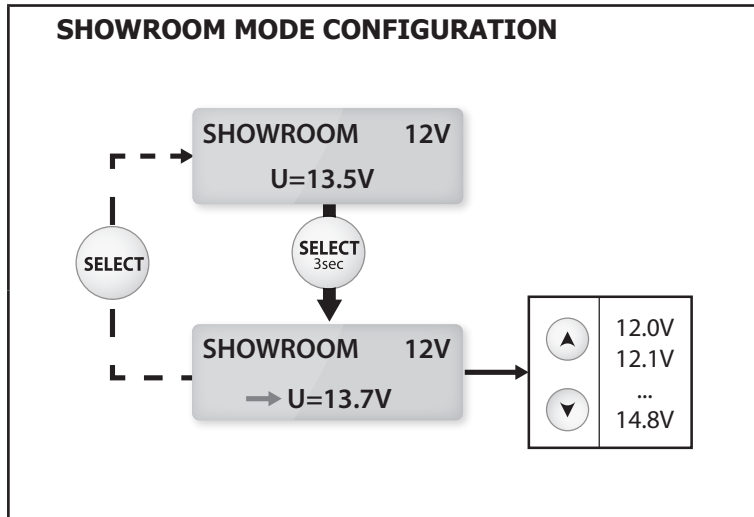 SHOWROOM MODE CONFIGURATION
SHOWROOM 12V
U=13.5V
SELECT
SELECT
3sec
SHOWROOM 12V
U=13.7V
12.0V
12.1V
...
14.8V